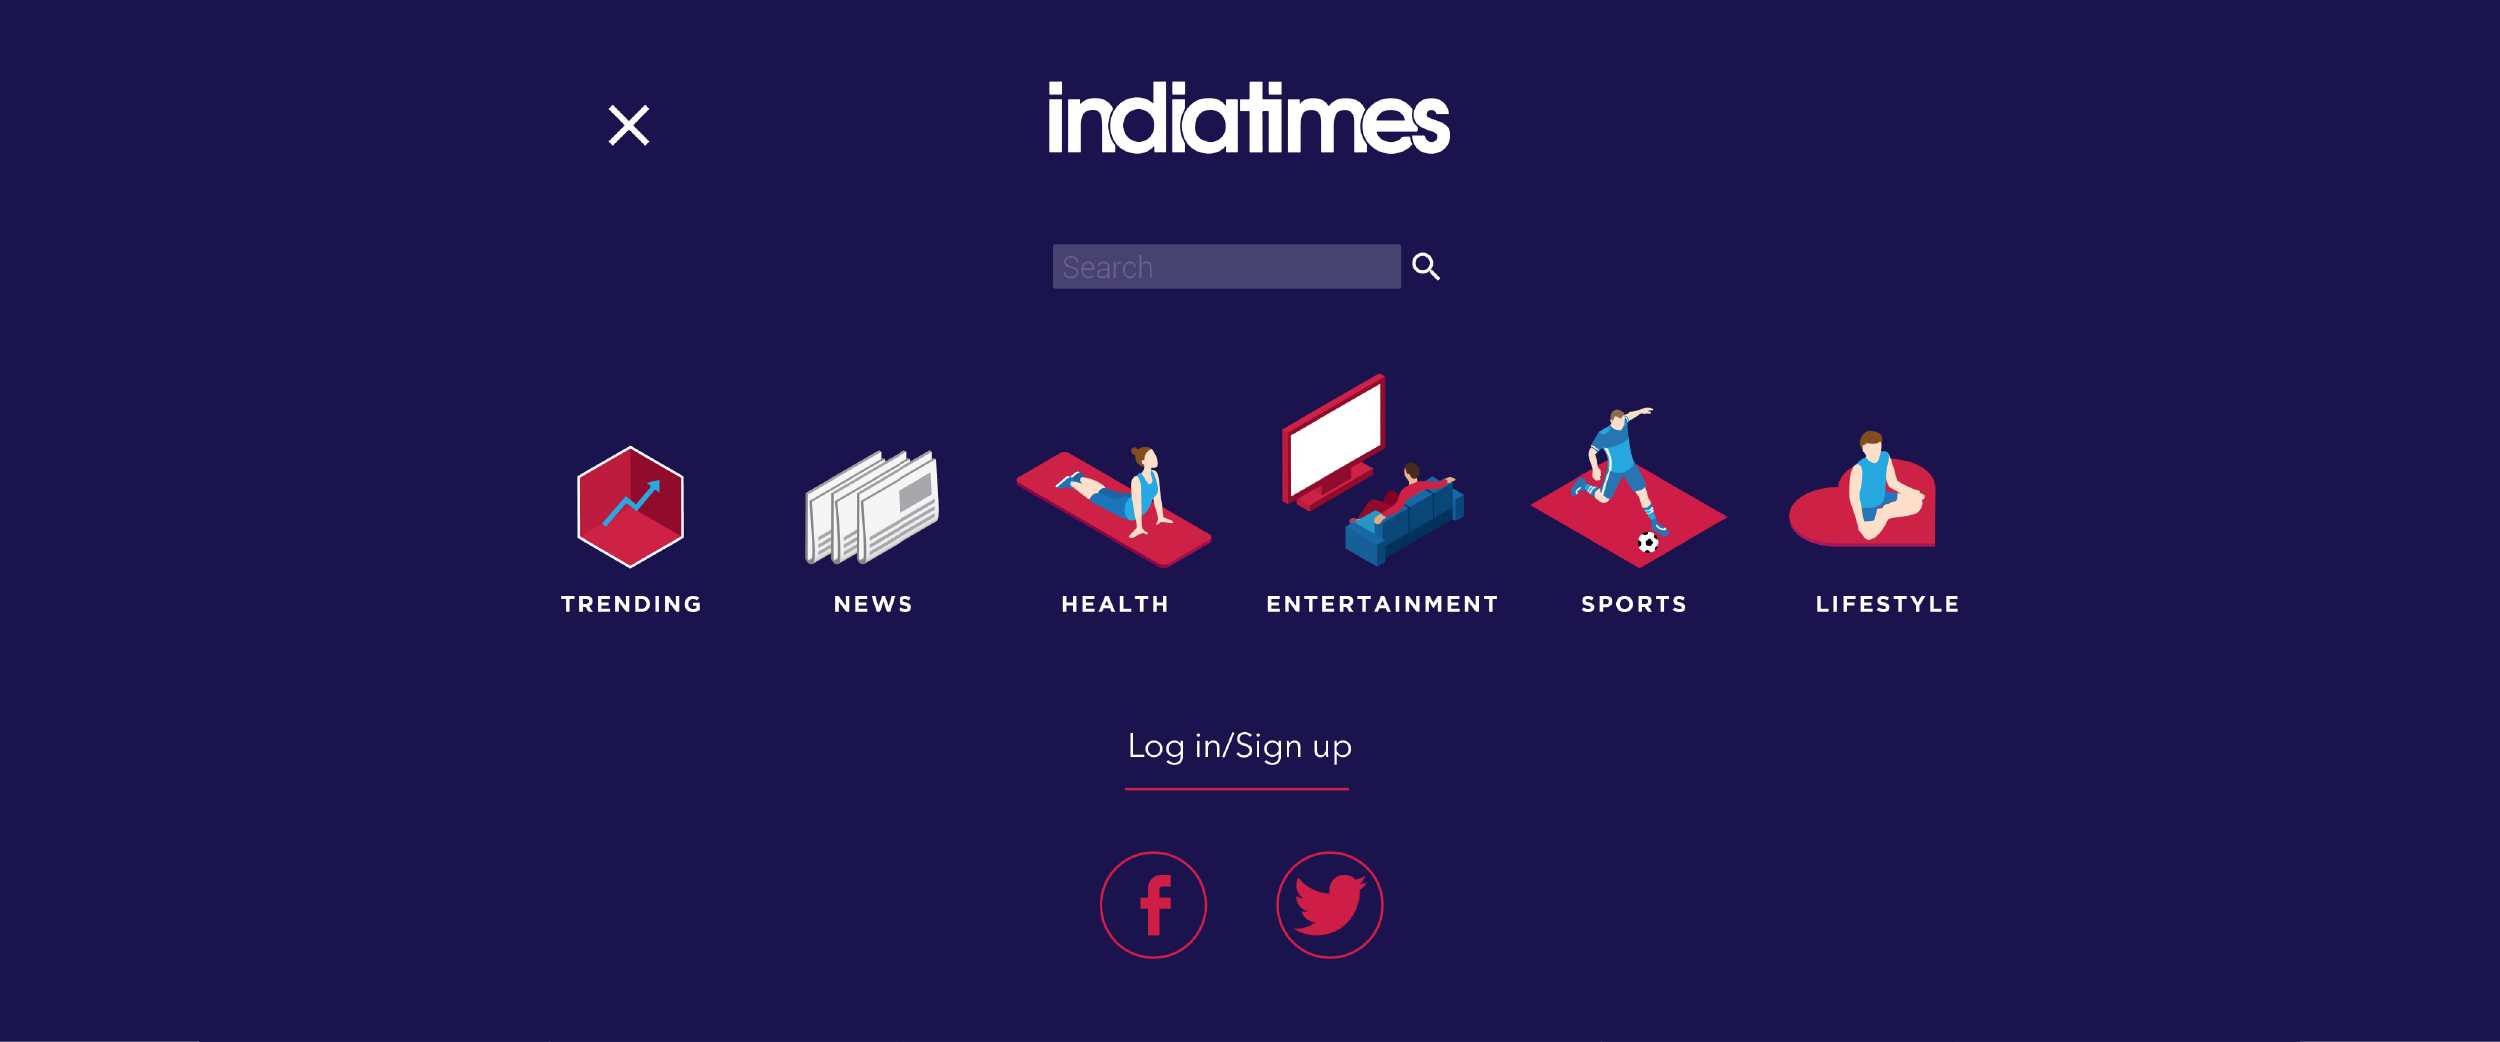 indiatimes
Search
TRENDING NEWS HEALTH ENTERTAINMENT SPORTS LIFESTYLE
Log in/Sign up